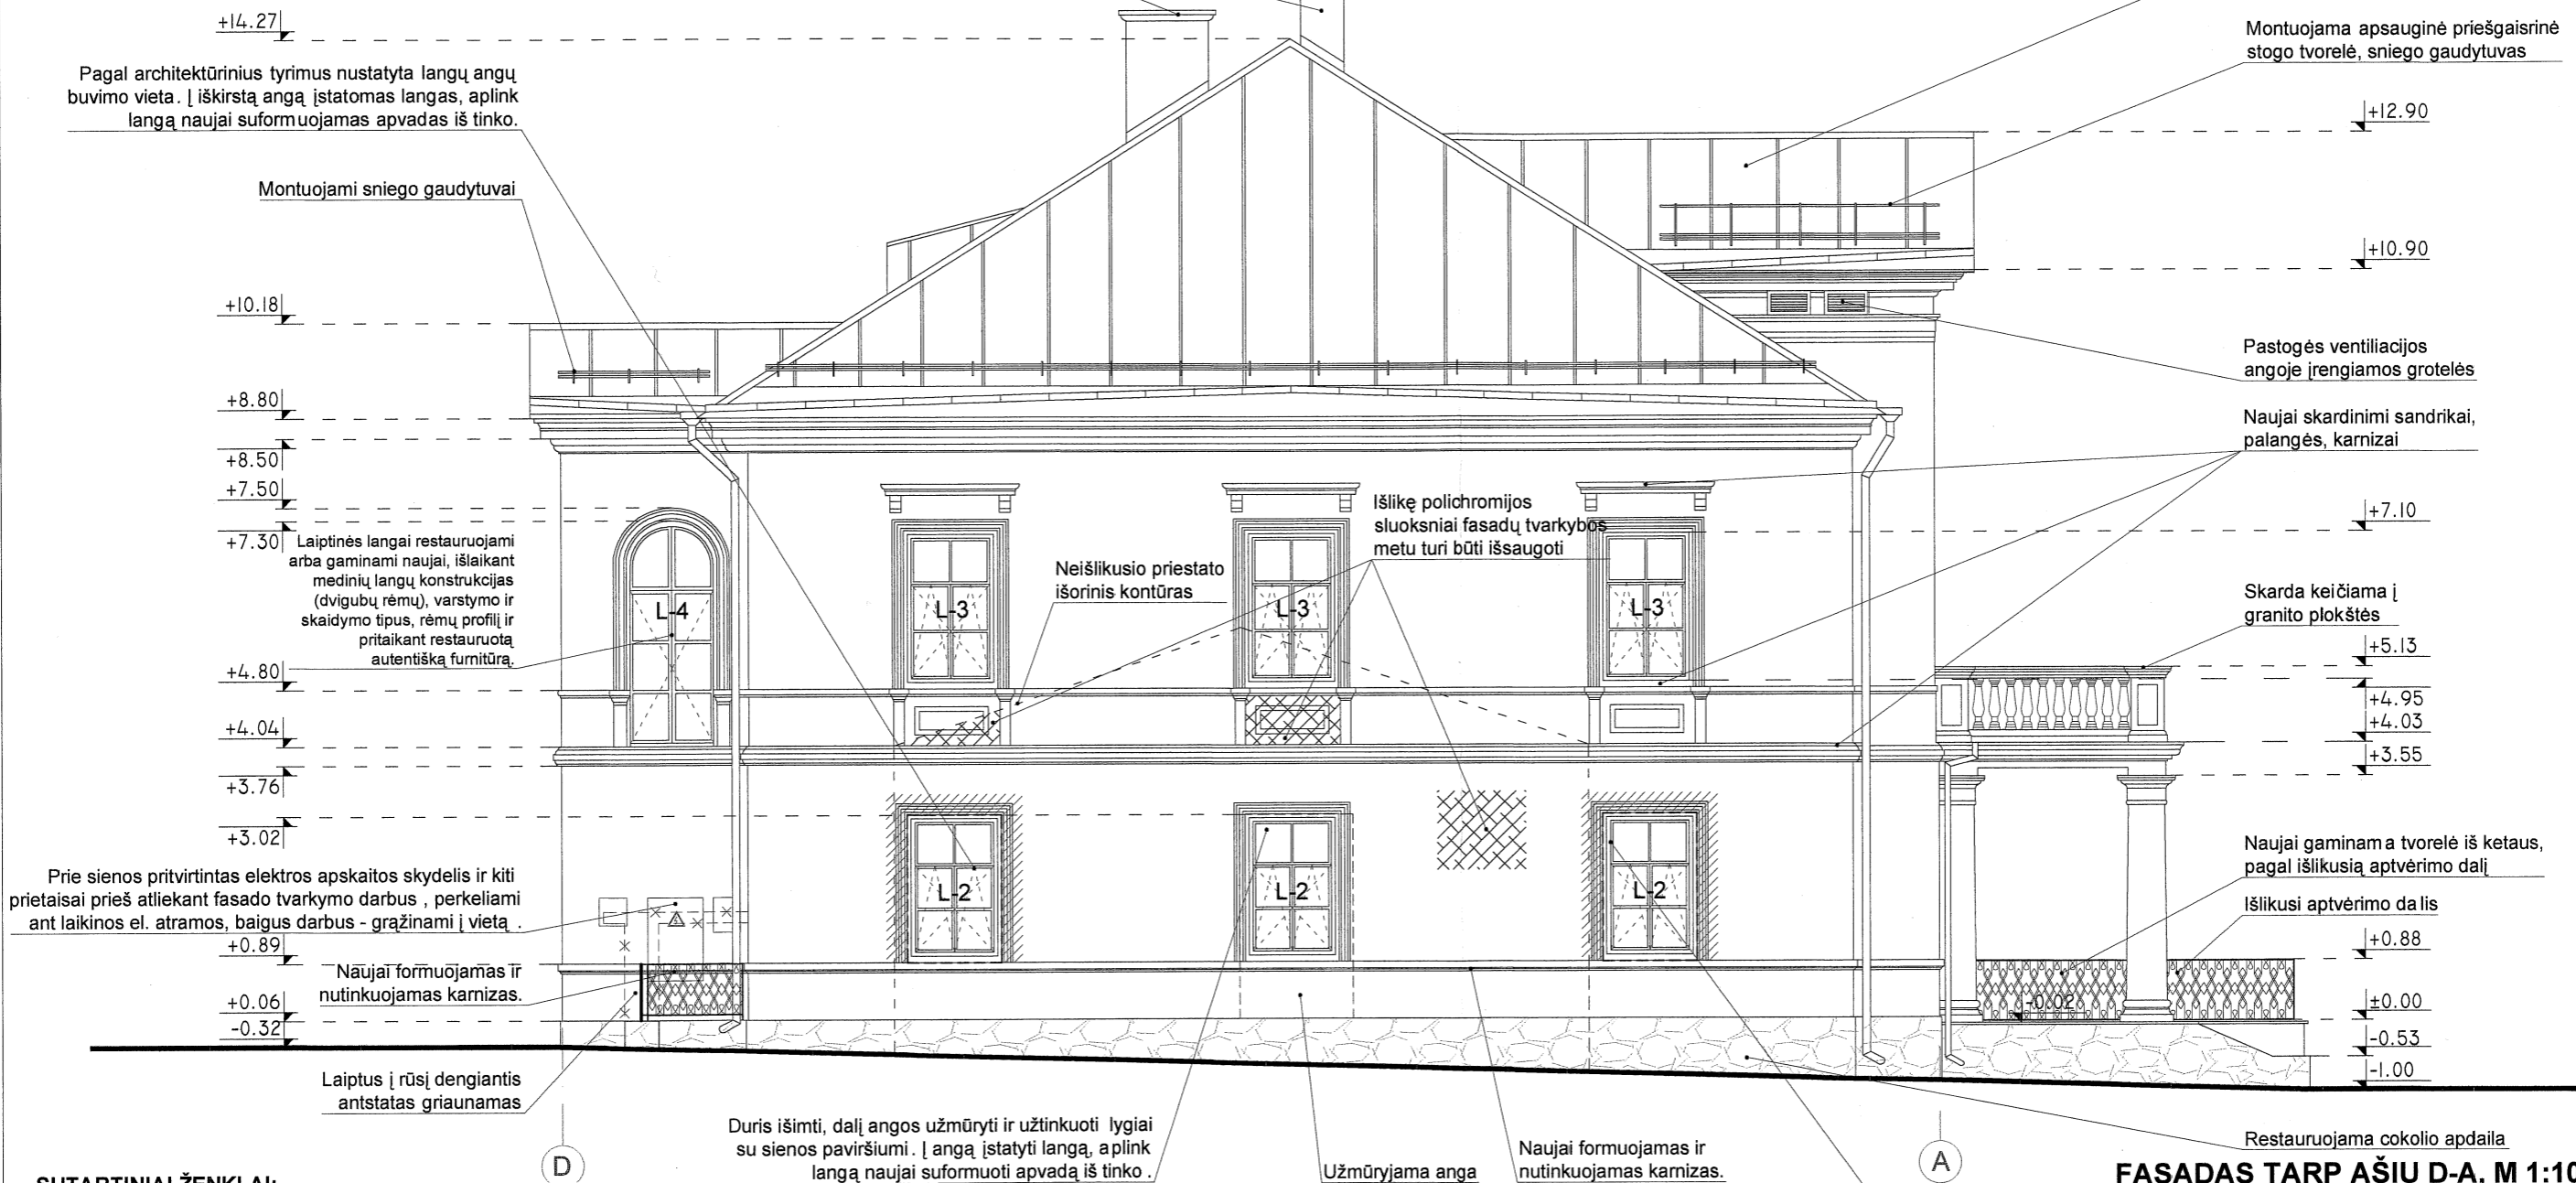 +14.27
Pagal architektūrinius tyrimus nustatyta langų angų
buvimo vieta. Į iškirstą angą įstatomas langas, aplink
langą naujai suformuojamas apvadas iš tinko.
Montuojami sniego gaudytuvai
+10.18
+8.80
+8.50
+7.50
+7.30
Laiptinės langai restauruojami
arba gaminami naujai, išlaikant
medinių langų konstrukcijas
(dvigubų rėmų), varstymo ir
skaidymo tipus, rėmų profilį ir
pritaikant restauruotą
autentišką furnitūrą.
+4.80
+4.04
+3.76
+3.02
Prie sienos pritvirtintas elektros apskaitos skydelis ir kiti
prietaisai prieš atliekant fasado tvarkymo darbus , perkeliami
ant laikinos el. atramos, baigus darbus - grąžinami į vietą .
+0.89
Naujai formuojamas ir
nutinkuojamas karnizas.
+0.06
-0.32
Laiptus į rūsį dengiantis
antstatas griaunamas
L-4
L-3
L-3
L-3
Neišlikusio priestato
išorinis kontūras
Išlikę polichromijos
sluoksniai fasadų tvarkybos
metu turi būti išsaugoti
L-2
L-2
L-2
Montuojama apsauginė priešgaisrinė
stogo tvorelė, sniego gaudytuvas
+12.90
+10.90
Pastogės ventiliacijos
angoje įrengiamos grotelės
Naujai skardinimi sandrikai,
palangės, karnizai
+7.10
Skarda keičiama į
granito plokštės
+5.13
+4.95
+4.03
+3.55
Naujai gaminama tvorelė iš ketaus,
pagal išlikusią aptvėrimo dalį
Išlikusi aptvėrimo dalis
+0.88
-0.02
±0.00
-0.53
-1.00
Restauruojama cokolio apdaila
Duris išimti, dalį angos užmūryti ir užtinkuoti lygiai
su sienos paviršiumi. Į angą įstatyti langą, aplink
langą naujai suformuoti apvadą iš tinko .
Užmūryjama anga
Naujai formuojamas ir
nutinkuojamas karnizas.
D
A
SUTARTINIAI ŽENKLAI:
FASADAS TARP AŠIŲ D-A. M 1:10